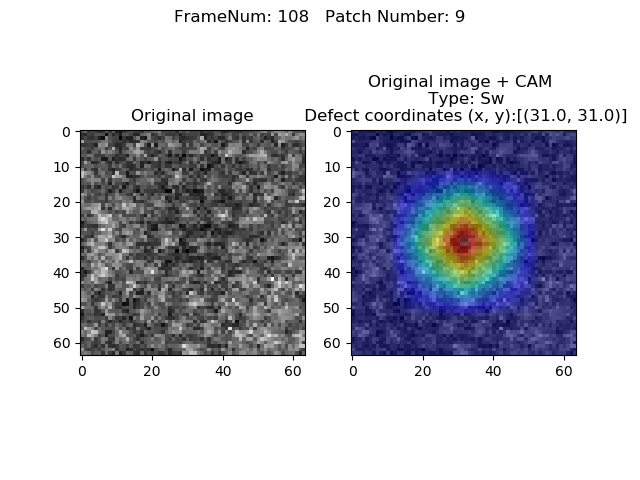 FrameNum: 108   Patch Number: 9
Original image
Original image + CAM
Type: Sw
Defect coordinates (x, y):[(31.0, 31.0)]
0
10
20
30
40
50
60
0 20 40 60
0
10
20
30
40
50
60
0 20 40 60